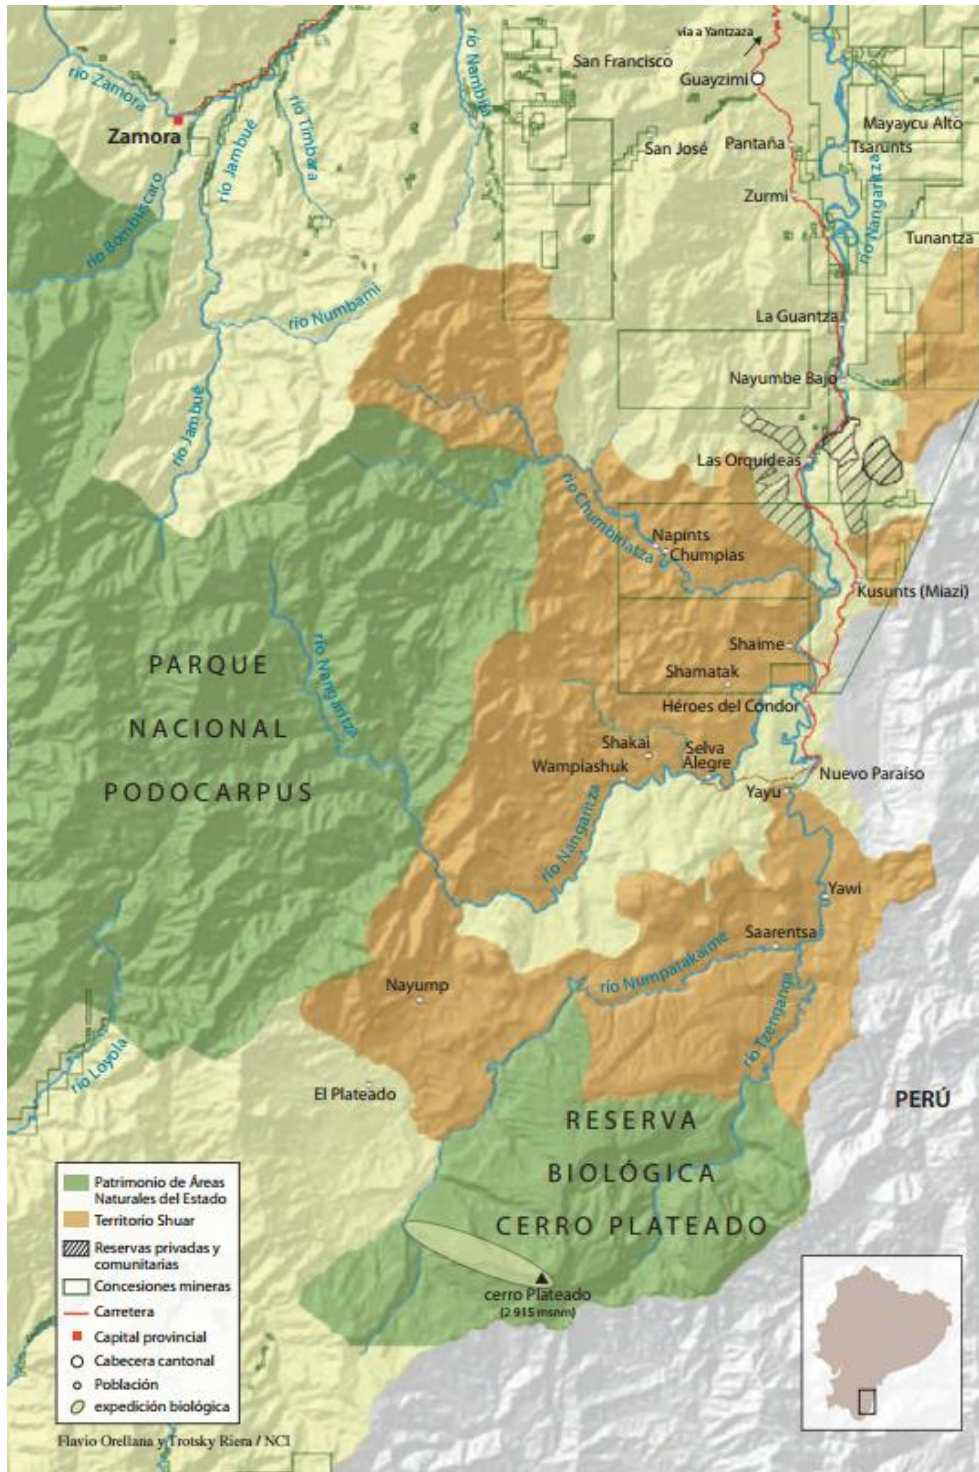 vía a Yantzaza
San Francisco
Guayzimi
río Zamora
río Nambija
Zamora
río Timbara
río Jambué
Mayaycu Alto
San José
Pantaña
Tsarunts
río Bombuscaro
Zurmi
río Nangaritza
Tunantza
río Numbami
La Guantza
Nayumbe Bajo
río Jambué
Las Orquídeas
río Chumbiriatza
Napints
Chumpias
Kusunts (Miazi)
Shaime
PARQUE
NACIONAL
PODOCARPUS
río Nangaritza
Shamatak
Héroes del Condor
Shakai
Selva
Alegre
Wampiashuk
Nuevo Paraíso
Yayu
río Nangaritza
Yawi
Saarentsa
río Numpatakaime
Nayump
río Tzenganga
río Loyola
El Plateado
PERÚ
RESERVA
BIOLÓGICA
CERRO PLATEADO
cerro Plateado
(2 915 msnm)
Patrimonio de Áreas
Naturales del Estado
Territorio Shuar
Reservas privadas y
comunitarias
Concesiones mineras
Carretera
Capital provincial
Cabecera cantonal
Población
expedición biológica
Flavio Orellana y Trotsky Riera / NCI